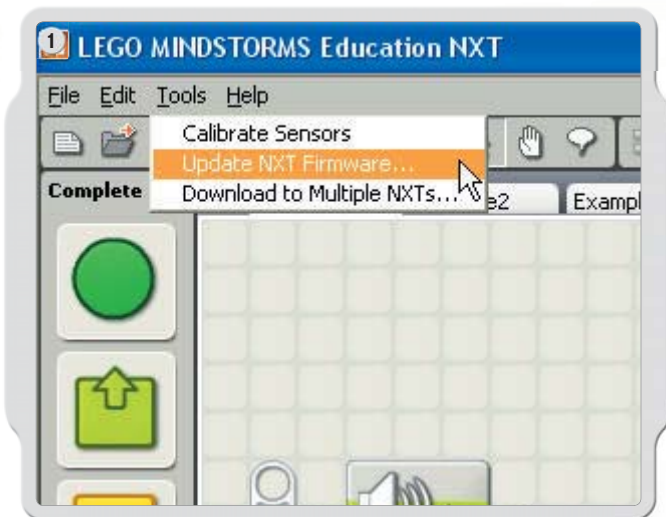 1
LEGO MINDSTORMS Education NXT
File Edit Tools Help
Calibrate Sensors
Update NXT Firmware...
Download to Multiple NXTs...
Complete
e2
Exampl